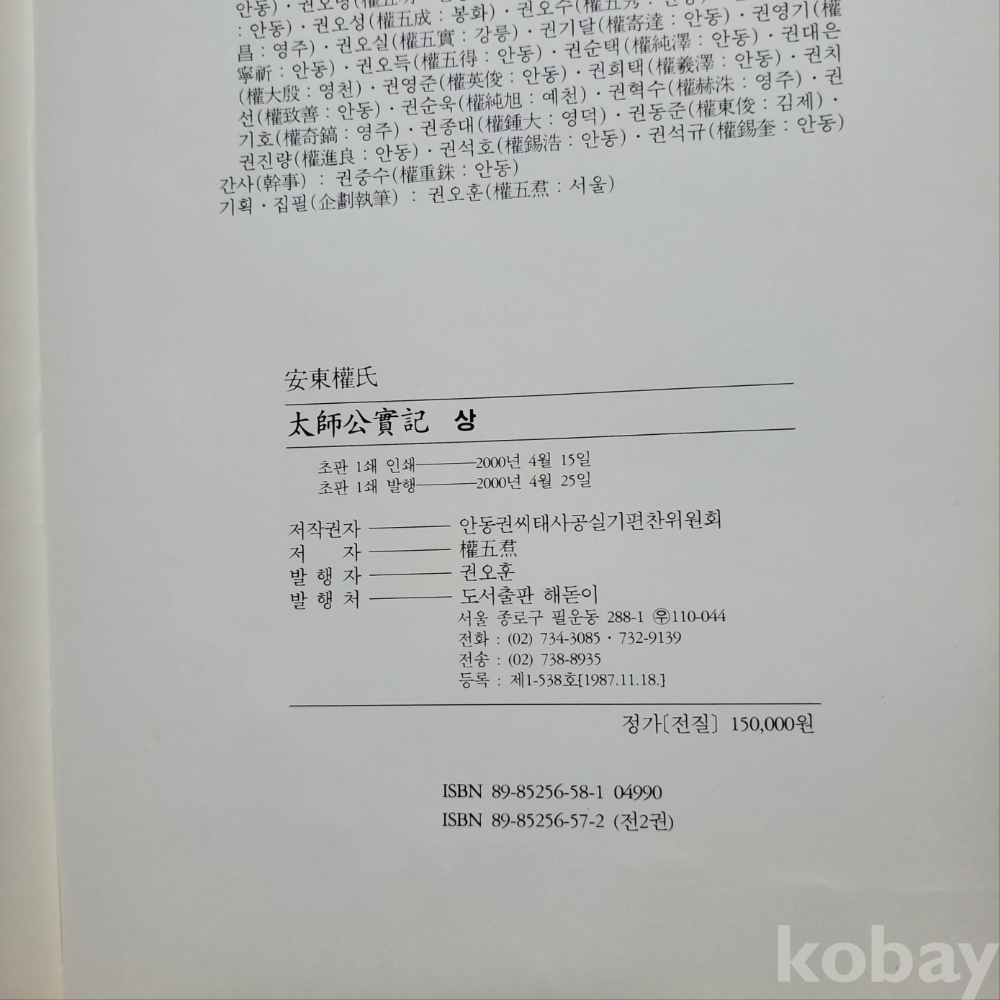 안동)·권오명(權五明
: 안동)·권오성(權五成 : 봉화)·권오수(權五秀 : 안동)
昌 : 영주)·권오실(權五實 : 강릉)·권기달(權寄達 : 안동)·권영기(權
寧祈 : 안동)·권오득(權五得 : 안동)·권순택(權純澤 : 안동)·권대은
(權大殷 : 영천)·권영준(權英俊 : 안동)·권희택(權羲澤 : 안동)·권치
선(權致善 : 안동)·권순욱(權純旭 : 예천)·권혁수(權赫洙 : 영주)·권
기호(權奇鎬 : 영주)·권종대(權鍾大 : 영덕)·권동준(權東俊 : 김제)·
권진량(權進良 : 안동)·권석호(權錫浩 : 안동)·권석규(權錫奎 : 안동)
간사(幹事) : 권중수(權重銖 : 안동)
기획·집필(企劃執筆) : 권오훈(權五焄 : 서울)
安東權氏
太師公實記 상
초판 1쇄 인쇄────2000년 4월 15일
초판 1쇄 발행────2000년 4월 25일
저작권자 ──── 안동권씨태사공실기편찬위원회
저 자 ──── 權五焄
발 행 자 ──── 권오훈
발 행 처 ──── 도서출판 해돋이
서울 종로구 필운동 288-1 ㉾110-044
전화 : (02) 734-3085·732-9139
전송 : (02) 738-8935
등록 : 제1-538호[1987.11.18.]
정가〔전질〕 150,000원
ISBN 89-85256-58-1 04990
ISBN 89-85256-57-2 (전2권)
kobay